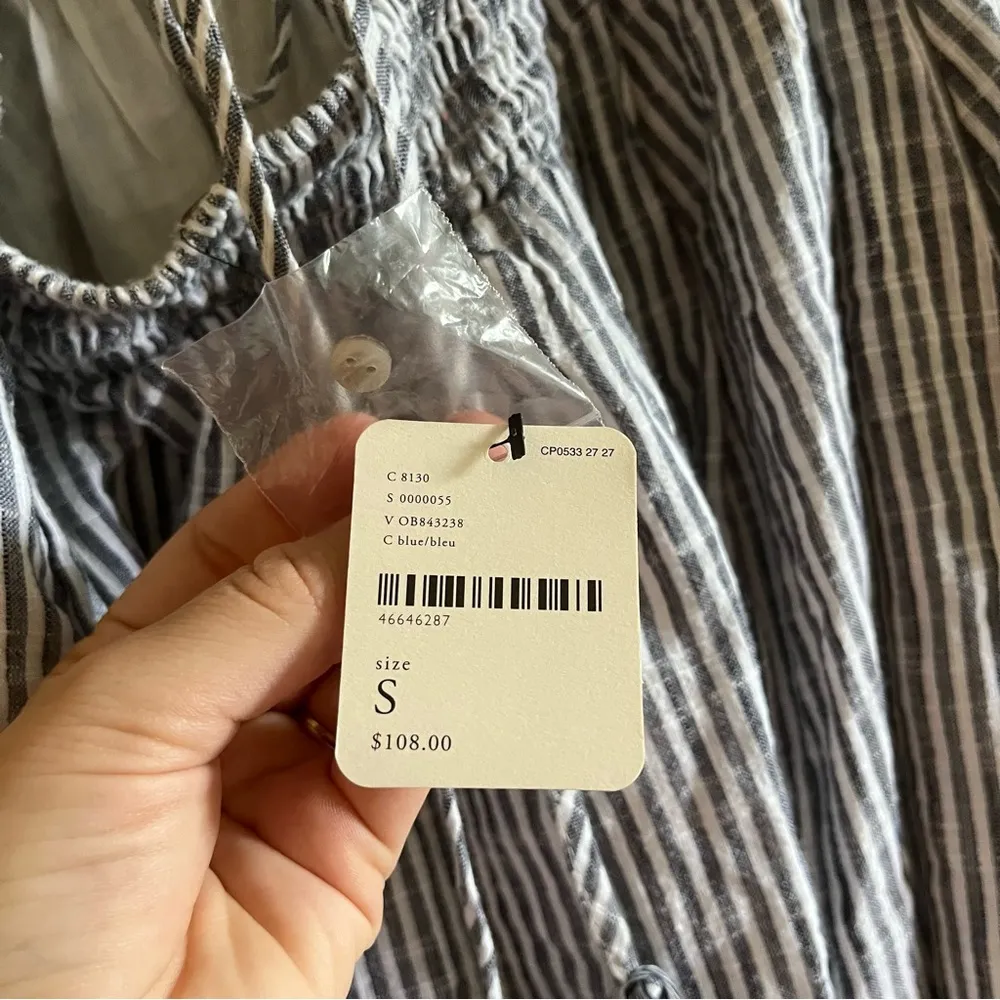 CP0533 27 27
C 8130
S 0000055
V OB843238
C blue/bleu
46646287
size
S
$108.00